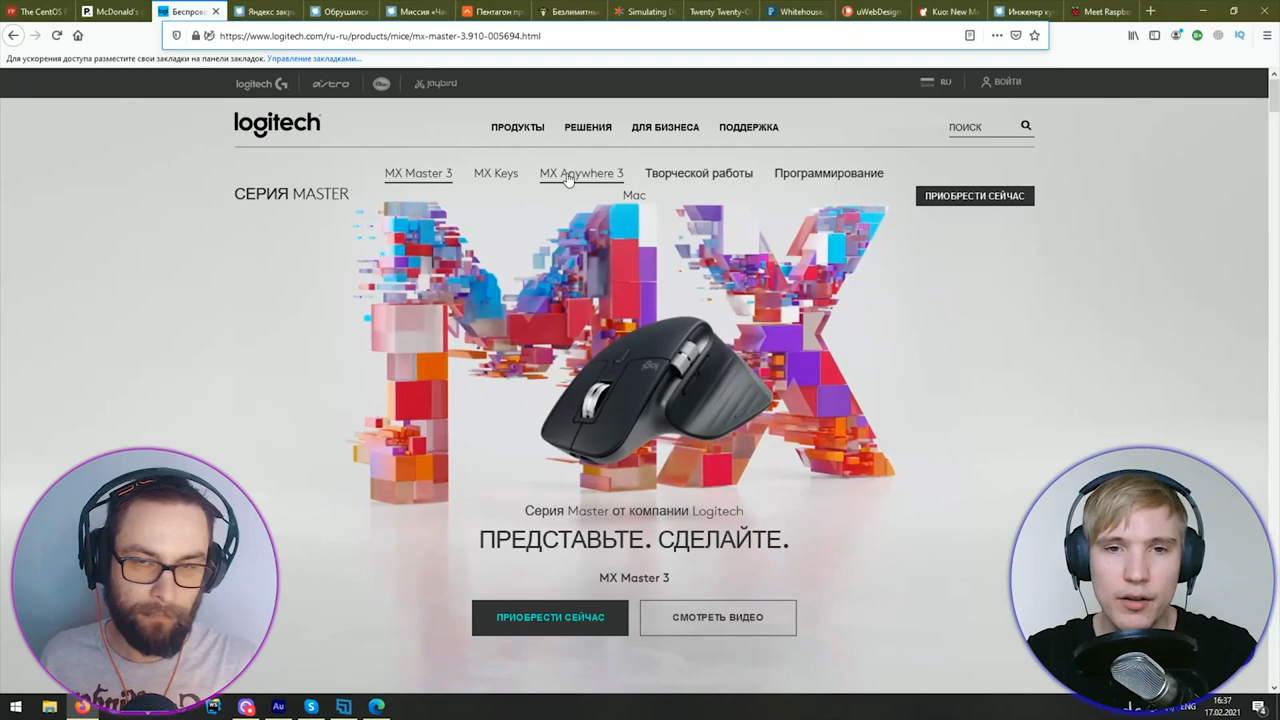 The CentOS
McDonald's
Беспров
Яндекс закр
Обрушился
Миссия «Ча
Пентагон пр
Безлимитны
Simulating D
Twenty Twenty-O
Whitehouse.
uWebDesign
Kuo: New M
Инженер ку
Meet Raspbe
https://www.logitech.com/ru-ru/products/mice/mx-master-3.910-005694.html
Для ускорения доступа разместите свои закладки на панели закладок. Управление закладками...
logitech G
ASTRO
jaybird
RU
ВОЙТИ
logitech
ПРОДУКТЫ
РЕШЕНИЯ
ДЛЯ БИЗНЕСА
ПОДДЕРЖКА
ПОИСК
СЕРИЯ MASTER
MX Master 3
MX Keys
MX Anywhere 3
Творческой работы
Программирование
Mac
ПРИОБРЕСТИ СЕЙЧАС
MX
logi
Серия Master от компании Logitech
ПРЕДСТАВЬТЕ. СДЕЛАЙТЕ.
MX Master 3
ПРИОБРЕСТИ СЕЙЧАС
СМОТРЕТЬ ВИДЕО
WS
Au
ENG
16:37
17.02.2021